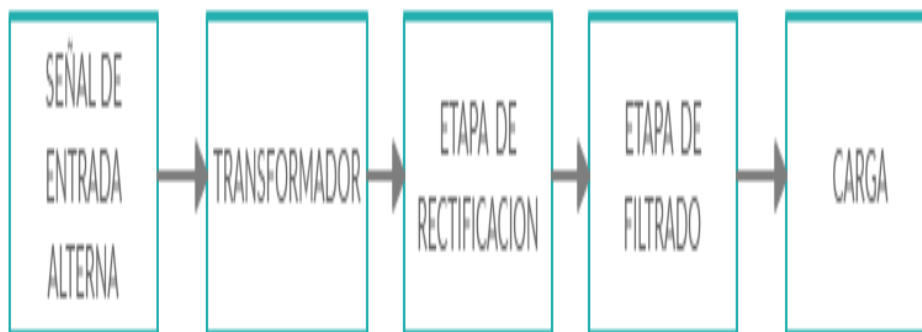 SEÑAL DE
ENTRADA
ALTERNA
TRANSFORMADOR
ETAPA DE
RECTIFICACION
ETAPA DE
FILTRADO
CARGA